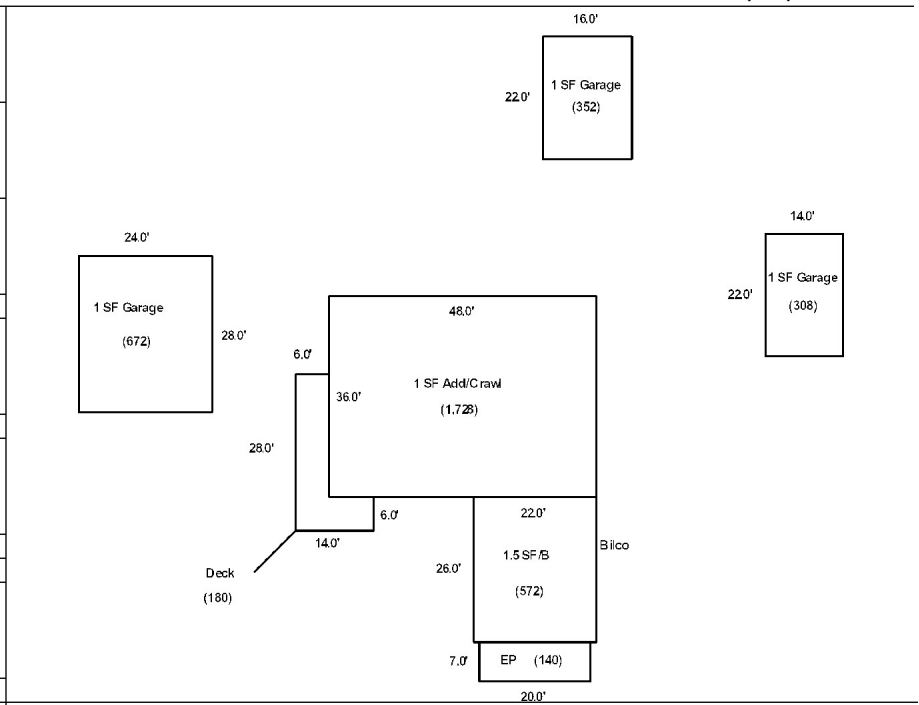 16.0'
1 SF Garage
22.0'
(352)
14.0'
24.0'
1 SF Garage
22.0'
(308)
1 SF Garage
48.0'
28.0'
(672)
6.0'
1 SF Add/Crawl
36.0'
(1,728)
28.0'
6.0'
22.0'
14.0'
Bilco
1.5 SF/B
26.0'
Deck
(572)
(180)
7.0'
EP (140)
20.0'